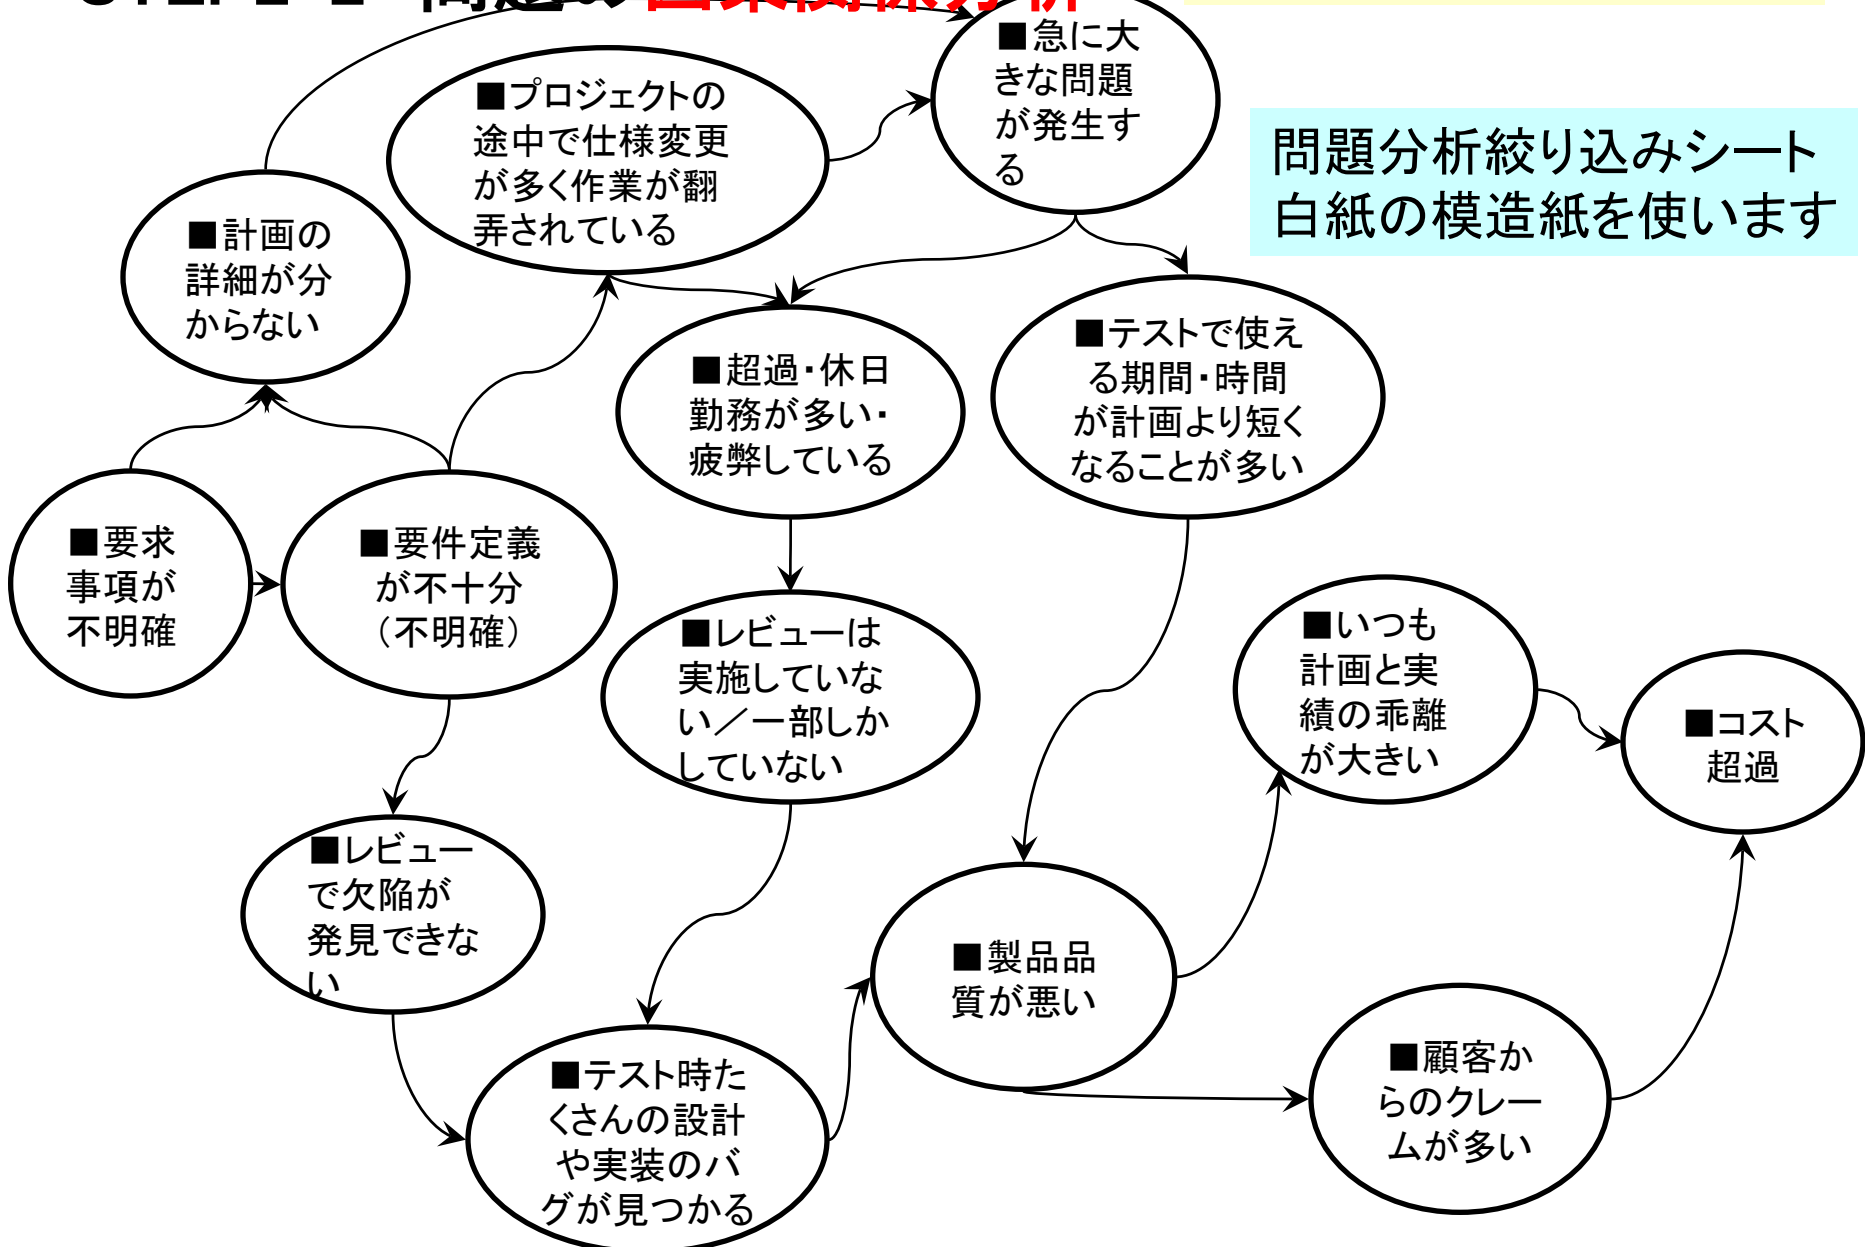 問題の因果関係分析
■急に大
きな問題
が発生す
る
■プロジェクトの
途中で仕様変更
が多く作業が翻
弄されている
問題分析絞り込みシート
白紙の模造紙を使います
■計画の
詳細が分
からない
■超過・休日
勤務が多い・
疲弊している
■テストで使え
る期間・時間
が計画より短く
なることが多い
■要求
事項が
不明確
■要件定義
が不十分
（不明確）
■レビューは
実施していな
い／一部しか
していない
■いつも
計画と実
績の乖離
が大きい
■コスト
超過
■レビュー
で欠陥が
発見できな
い
■製品品
質が悪い
■テスト時た
くさんの設計
や実装のバ
グが見つかる
■顧客か
らのクレー
ムが多い